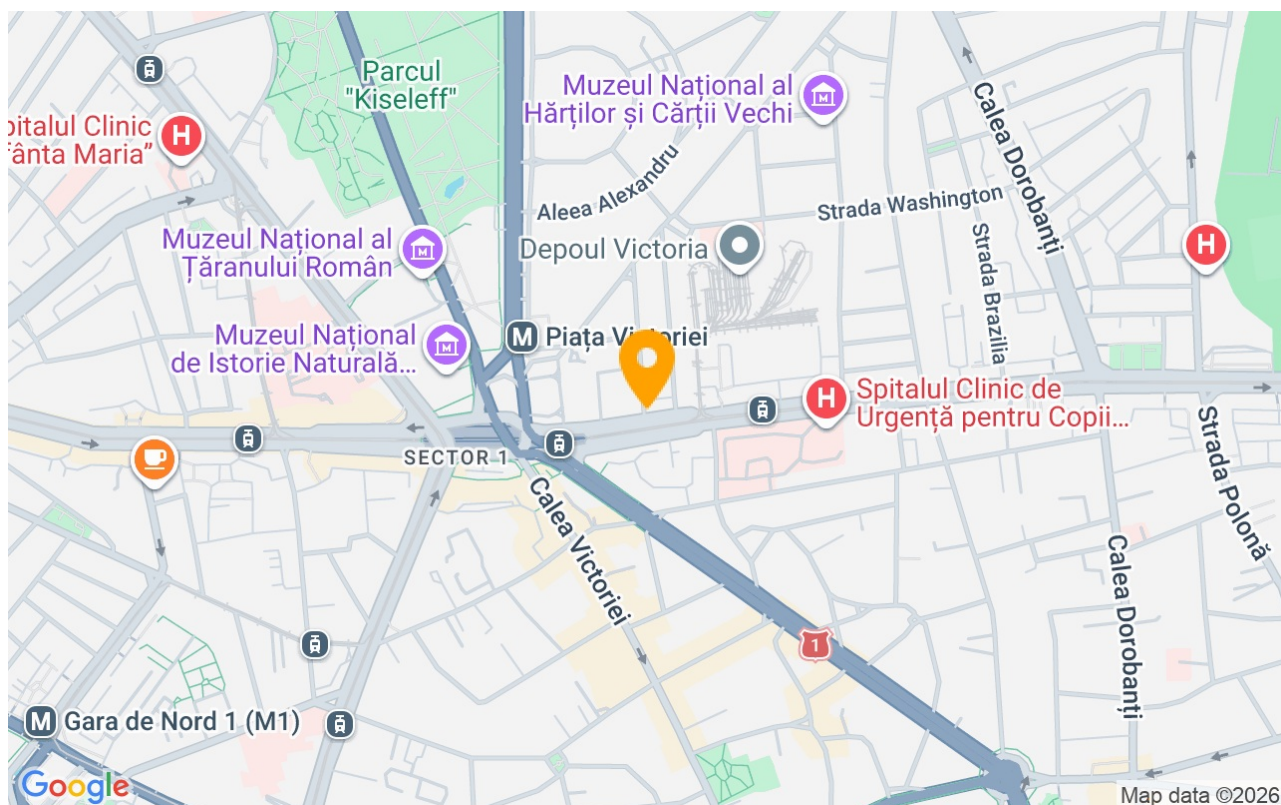 Parcul
"Kiseleff"
Muzeul Național al
Hărților și Cărții Vechi
Calea Dorobanți
pitalul Clinic
fânta Maria”
H
Aleea Alexandru
Strada Washington
Muzeul Național al
Țăranului Român
Depoul Victoria
Strada Brazilia
H
Muzeul Național
de Istorie Naturală...
M
Piața Victoriei
H
Spitalul Clinic de
Urgență pentru Copii...
SECTOR 1
Strada Polonă
Calea Victoriei
Calea Dorobanți
1
M
Gara de Nord 1 (M1)
Google
Map data ©2026